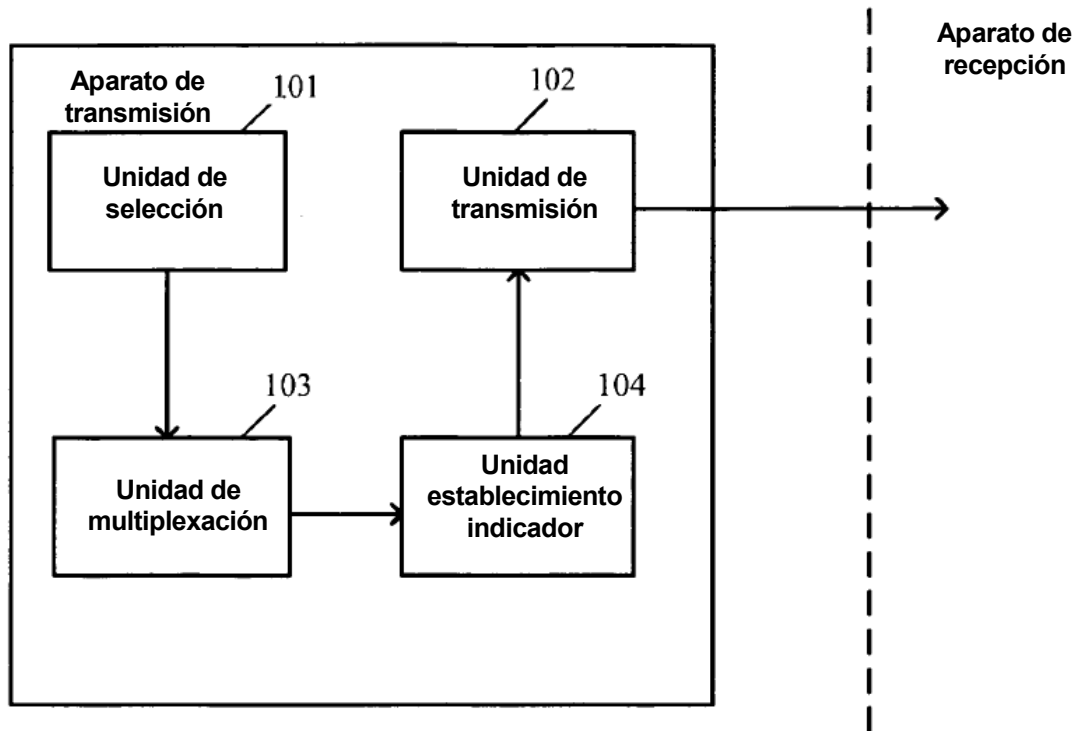 Aparato de
recepción
Aparato de
transmisión
101
102
Unidad de
selección
Unidad de
transmisión
103
104
Unidad de
multiplexación
Unidad
establecimiento
indicador